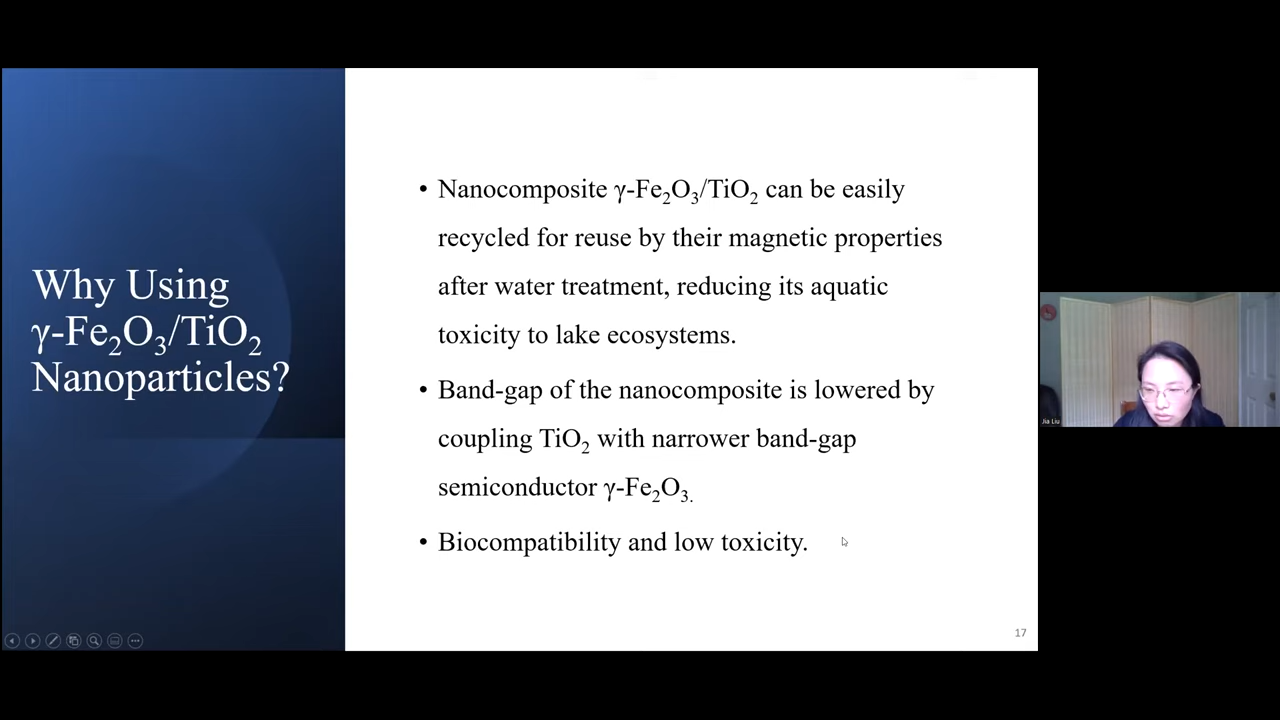 Why Using
γ-Fe₂O₃/TiO₂
Nanoparticles?
• Nanocomposite γ-Fe₂O₃/TiO₂ can be easily
recycled for reuse by their magnetic properties
after water treatment, reducing its aquatic
toxicity to lake ecosystems.
• Band-gap of the nanocomposite is lowered by
coupling TiO₂ with narrower band-gap
semiconductor γ-Fe₂O₃.
• Biocompatibility and low toxicity.
17
Jia Liu